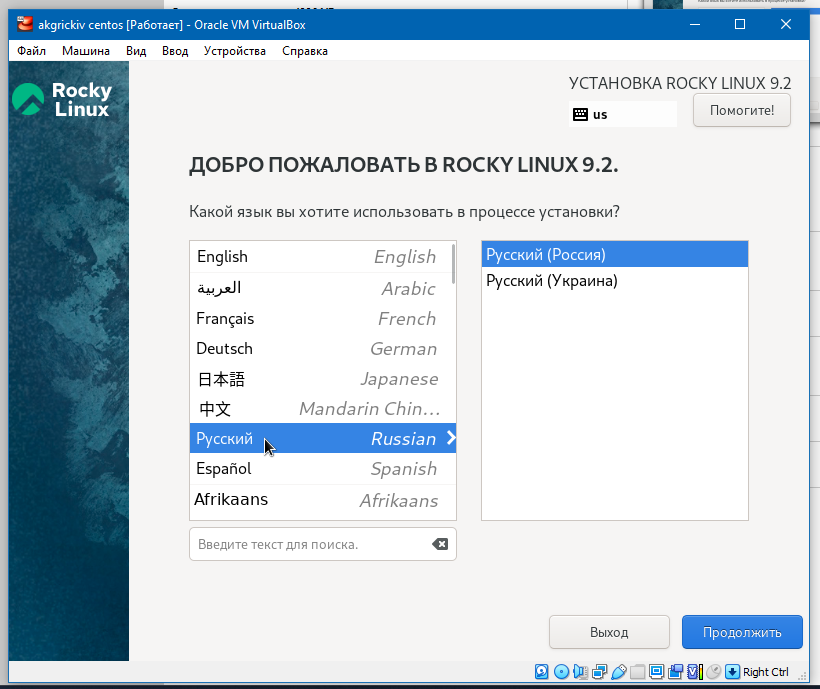 akgrickiv centos [Работает] - Oracle VM VirtualBox
Файл Машина Вид Ввод Устройства Справка
Rocky
Linux
УСТАНОВКА ROCKY LINUX 9.2
us
Помогите!
ДОБРО ПОЖАЛОВАТЬ В ROCKY LINUX 9.2.
Какой язык вы хотите использовать в процессе установки?
English English
العربية Arabic
Français French
Deutsch German
日本語 Japanese
中文 Mandarin Chin...
Русский Russian
Español Spanish
Afrikaans Afrikaans
Русский (Россия)
Русский (Украина)
Введите текст для поиска.
Выход
Продолжить
Right Ctrl